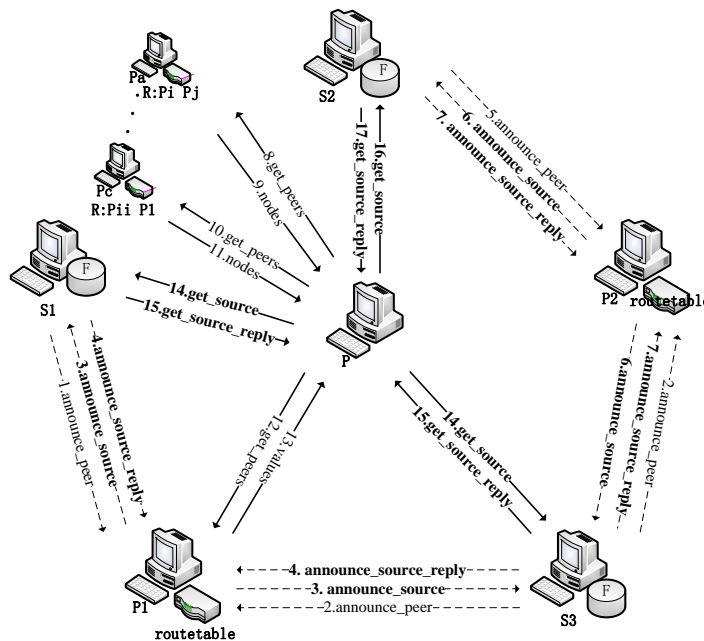 Pa
R:Pi Pj
F
S2
Pc
R:Pii P1
8.get_peers
9.nodes
10.get_peers
11.nodes
17.get_source_reply
16.get_source
5.announce_peer
6. announce_source
7. announce_source_reply
F
S1
14.get_source
15.get_source_reply
P
P2
routetable
1.announce_peer
3.announce_source
4.announce_source_reply
12.get_peers
13.values
14.get_source
15.get_source_reply
6.announce_source
7.announce_source_reply
2.announce_peer
P1
routetable
4. announce_source_reply
3. announce_source
2.announce_peer
F
S3